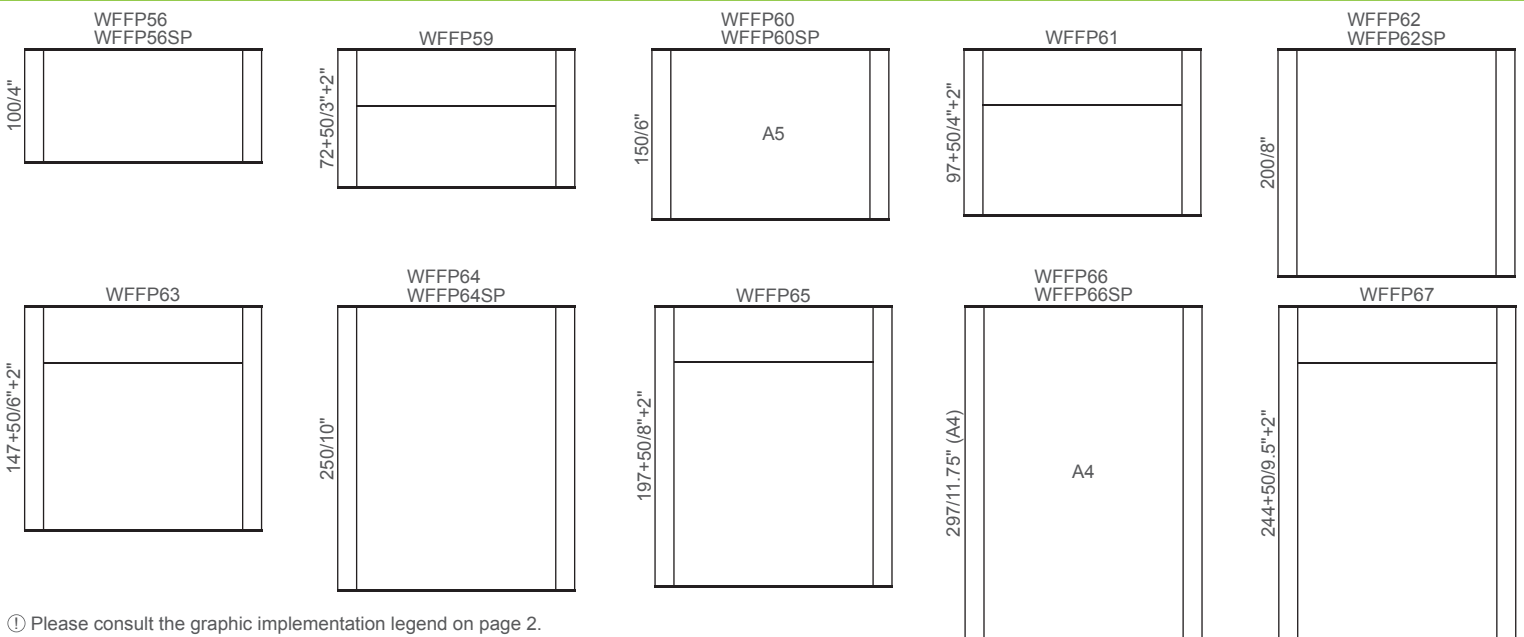 WFFP56
WFFP56SP
100/4"
WFFP59
72+50/3"+2"
WFFP60
WFFP60SP
150/6"
A5
WFFP61
97+50/4"+2"
WFFP62
WFFP62SP
200/8"
WFFP63
147+50/6"+2"
WFFP64
WFFP64SP
250/10"
WFFP65
197+50/8"+2"
WFFP66
WFFP66SP
297/11.75" (A4)
A4
WFFP67
244+50/9.5"+2"
! Please consult the graphic implementation legend on page 2.